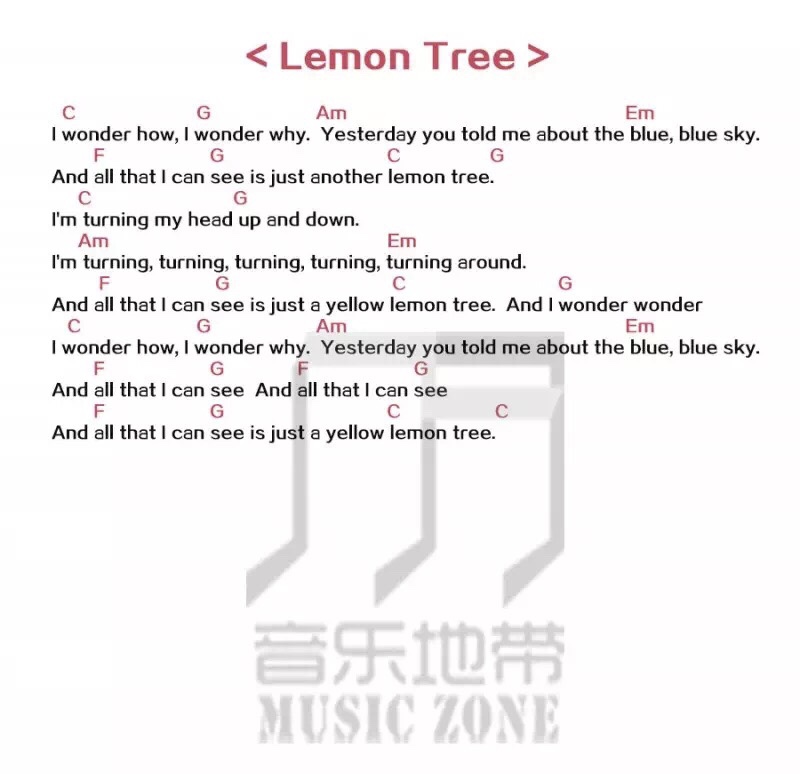 < Lemon Tree >
C G Am Em
I wonder how, I wonder why. Yesterday you told me about the blue, blue sky.
F G C G
And all that I can see is just another lemon tree.
C G
I'm turning my head up and down.
Am Em
I'm turning, turning, turning, turning, turning around.
F G C G
And all that I can see is just a yellow lemon tree. And I wonder wonder
C G Am Em
I wonder how, I wonder why. Yesterday you told me about the blue, blue sky.
F G F G
And all that I can see And all that I can see
F G C C
And all that I can see is just a yellow lemon tree.
音乐地带
MUSIC ZONE